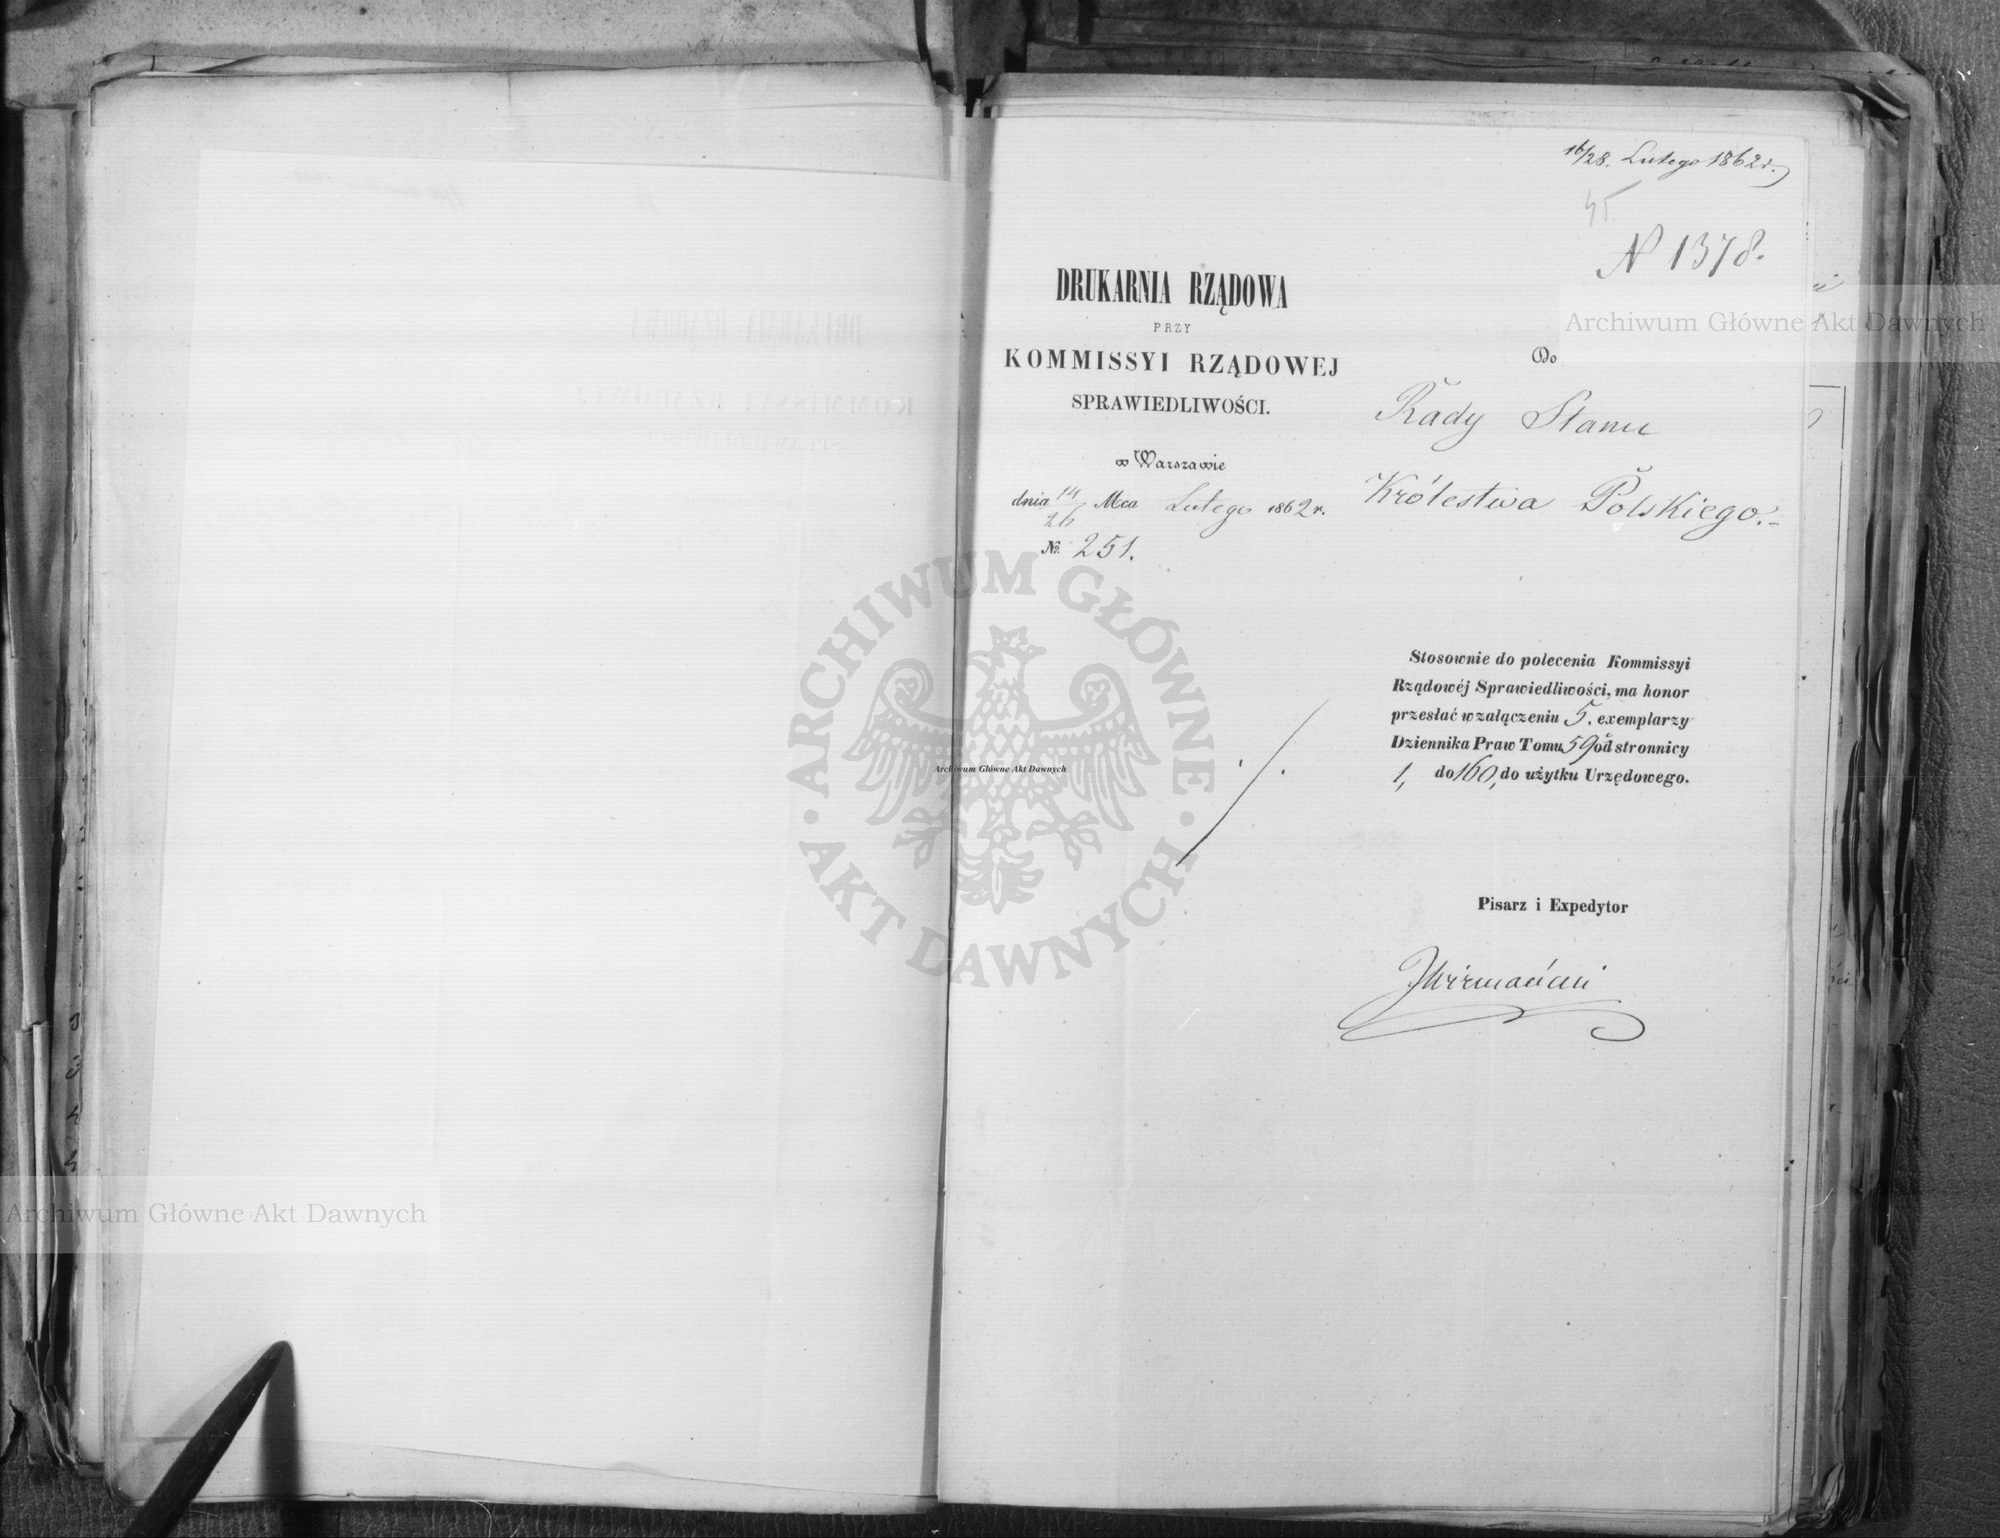 16/28. Lutego 1862 r.
45
N 1378.
DRUKARNIA RZĄDOWA
PRZY
KOMMISSYI RZĄDOWEJ
SPRAWIEDLIWOŚCI.
w Warszawie
dnia 14/26 Mca Lutego 1862 r.
No. 251.
Do
Rady Stanu
Królestwa Polskiego.
Stosownie do polecenia Kommissyi
Rządowéj Sprawiedliwości, ma honor
przesłać w załączeniu 5. exemplarzy
Dziennika Praw Tomu 59 od stronnicy
1, do 160, do użytku Urzędowego.
Pisarz i Expedytor
Archiwum Główne Akt Dawnych
Archiwum Główne Akt Dawnych
Archiwum Główne Akt Dawnych
ARCHIWUM GŁÓWNE
AKT DAWNYCH